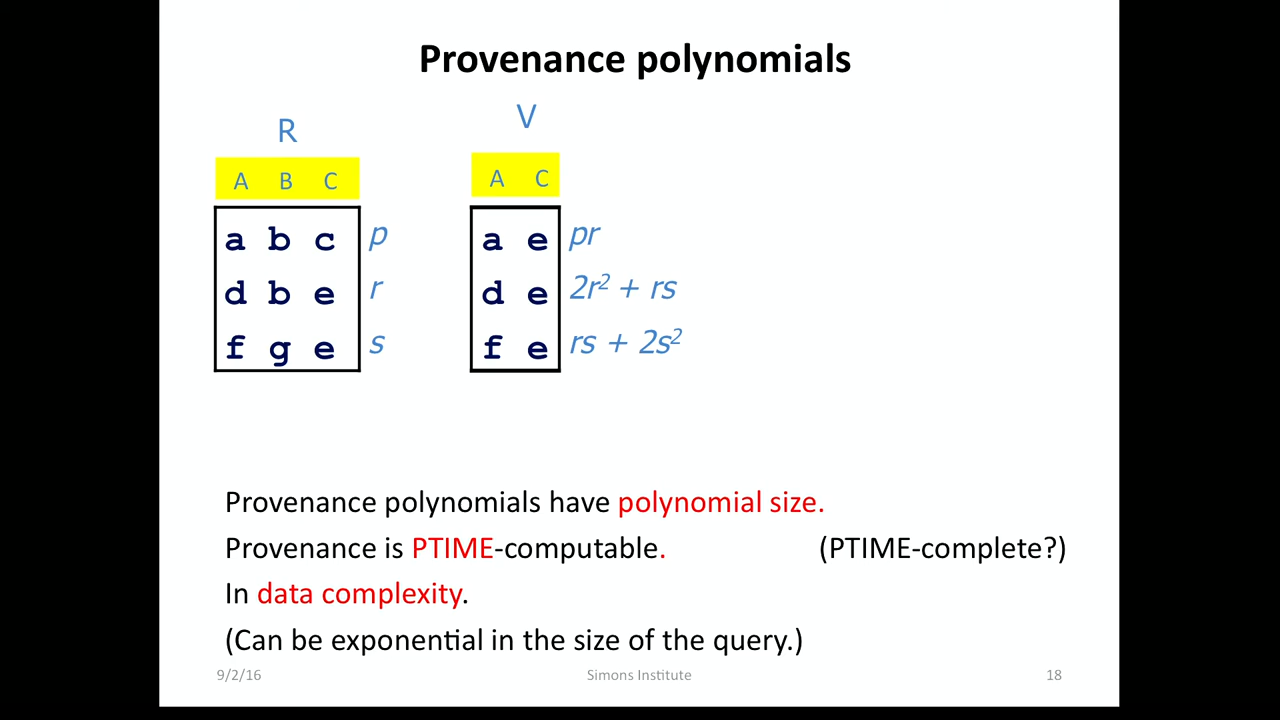 Provenance polynomials
R
A B C
a b c p
d b e r
f g e s
V
A C
a e pr
d e 2r² + rs
f e rs + 2s²
Provenance polynomials have polynomial size.
Provenance is PTIME-computable. (PTIME-complete?)
In data complexity.
(Can be exponential in the size of the query.)
9/2/16 Simons Institute 18